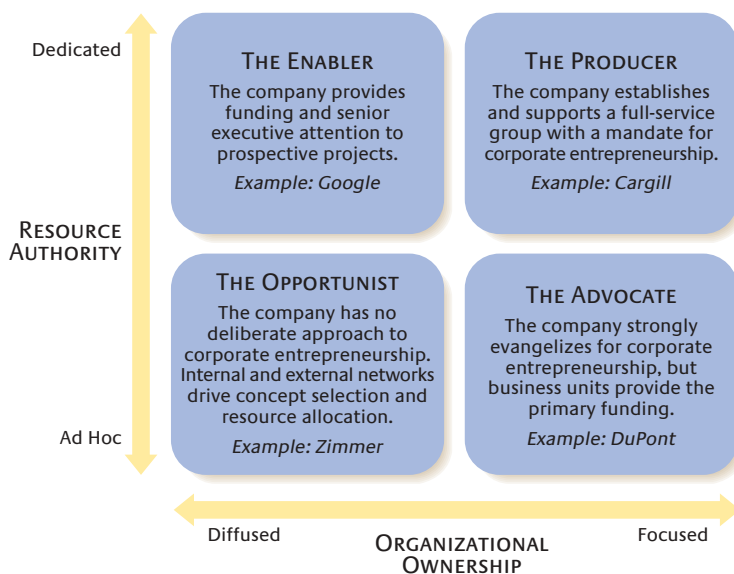 Dedicated
THE ENABLER
The company provides
funding and senior
executive attention to
prospective projects.
Example: Google
THE PRODUCER
The company establishes
and supports a full-service
group with a mandate for
corporate entrepreneurship.
Example: Cargill
RESOURCE
AUTHORITY
THE OPPORTUNIST
The company has no
deliberate approach to
corporate entrepreneurship.
Internal and external networks
drive concept selection and
resource allocation.
Example: Zimmer
THE ADVOCATE
The company strongly
evangelizes for corporate
entrepreneurship, but
business units provide the
primary funding.
Example: DuPont
Ad Hoc
Diffused
ORGANIZATIONAL
OWNERSHIP
Focused